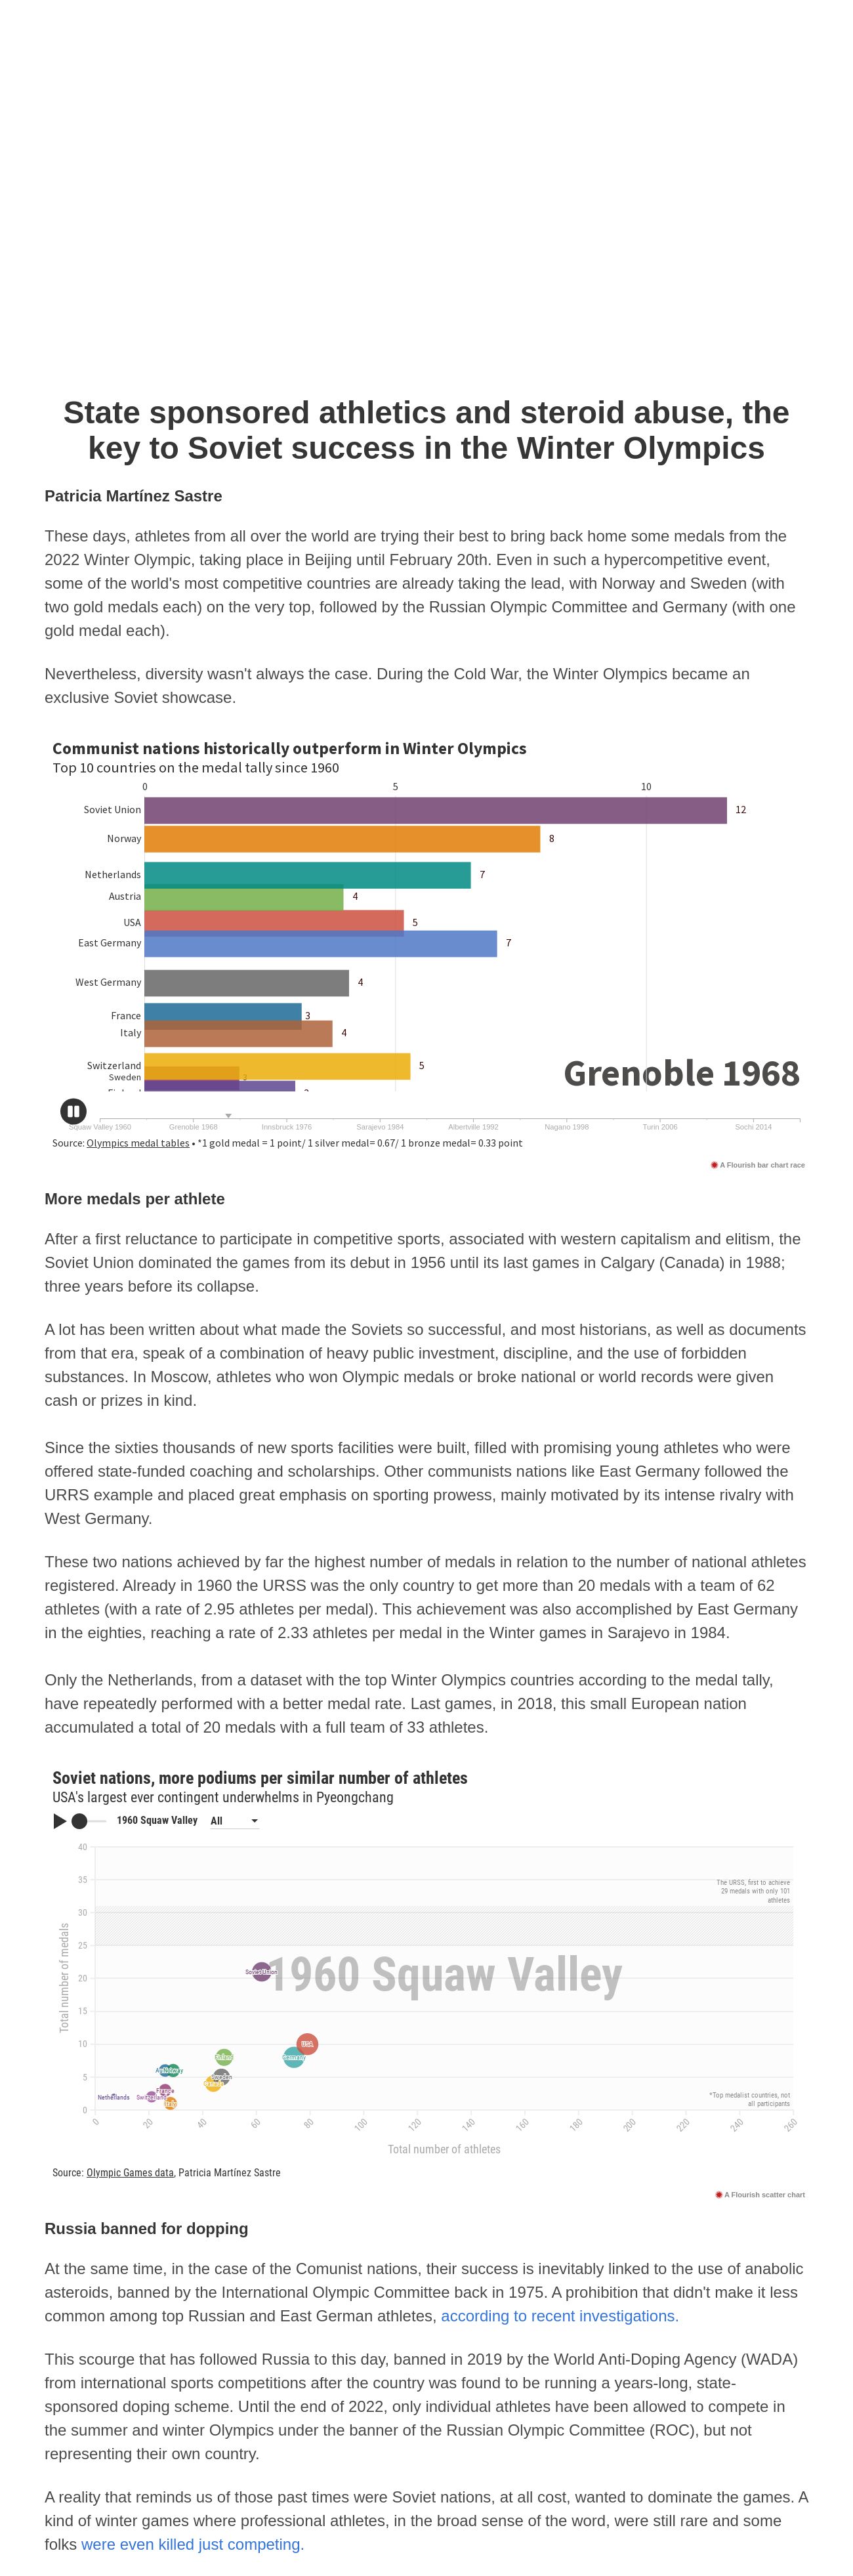 State sponsored athletics and steroid abuse, the
key to Soviet success in the Winter Olympics
Patricia Martínez Sastre
These days, athletes from all over the world are trying their best to bring back home some medals from the
2022 Winter Olympic, taking place in Beijing until February 20th. Even in such a hypercompetitive event,
some of the world's most competitive countries are already taking the lead, with Norway and Sweden (with
two gold medals each) on the very top, followed by the Russian Olympic Committee and Germany (with one
gold medal each).
Nevertheless, diversity wasn't always the case. During the Cold War, the Winter Olympics became an
exclusive Soviet showcase.
Communist nations historically outperform in Winter Olympics
Top 10 countries on the medal tally since 1960
0 5 10
Soviet Union 12
Norway 8
Netherlands 7
Austria 4
USA 5
East Germany 7
West Germany 4
France 3
Italy 4
Switzerland 5
Sweden
Grenoble 1968
Squaw Valley 1960 Grenoble 1968 Innsbruck 1976 Sarajevo 1984 Albertville 1992 Nagano 1998 Turin 2006 Sochi 2014
Source: Olympics medal tables • *1 gold medal = 1 point/ 1 silver medal= 0.67/ 1 bronze medal= 0.33 point
A Flourish bar chart race
More medals per athlete
After a first reluctance to participate in competitive sports, associated with western capitalism and elitism, the
Soviet Union dominated the games from its debut in 1956 until its last games in Calgary (Canada) in 1988;
three years before its collapse.
A lot has been written about what made the Soviets so successful, and most historians, as well as documents
from that era, speak of a combination of heavy public investment, discipline, and the use of forbidden
substances. In Moscow, athletes who won Olympic medals or broke national or world records were given
cash or prizes in kind.
Since the sixties thousands of new sports facilities were built, filled with promising young athletes who were
offered state-funded coaching and scholarships. Other communists nations like East Germany followed the
URRS example and placed great emphasis on sporting prowess, mainly motivated by its intense rivalry with
West Germany.
These two nations achieved by far the highest number of medals in relation to the number of national athletes
registered. Already in 1960 the URSS was the only country to get more than 20 medals with a team of 62
athletes (with a rate of 2.95 athletes per medal). This achievement was also accomplished by East Germany
in the eighties, reaching a rate of 2.33 athletes per medal in the Winter games in Sarajevo in 1984.
Only the Netherlands, from a dataset with the top Winter Olympics countries according to the medal tally,
have repeatedly performed with a better medal rate. Last games, in 2018, this small European nation
accumulated a total of 20 medals with a full team of 33 athletes.
Soviet nations, more podiums per similar number of athletes
USA's largest ever contingent underwhelms in Pyeongchang
1960 Squaw Valley All
40
35
The URSS, first to achieve
29 medals with only 101
athletes
30
25
1960 Squaw Valley
Soviet Union
20
15
10
USA
Finland
Germany
Norway
5
Sweden
France
Netherlands
Switzerland
Italy
*Top medalist countries, not
all participants
0
Total number of medals
0 20 40 60 80 100 120 140 160 180 200 220 240 260
Total number of athletes
Source: Olympic Games data, Patricia Martínez Sastre
A Flourish scatter chart
Russia banned for dopping
At the same time, in the case of the Comunist nations, their success is inevitably linked to the use of anabolic
asteroids, banned by the International Olympic Committee back in 1975. A prohibition that didn't make it less
common among top Russian and East German athletes, according to recent investigations.
This scourge that has followed Russia to this day, banned in 2019 by the World Anti-Doping Agency (WADA)
from international sports competitions after the country was found to be running a years-long, state-
sponsored doping scheme. Until the end of 2022, only individual athletes have been allowed to compete in
the summer and winter Olympics under the banner of the Russian Olympic Committee (ROC), but not
representing their own country.
A reality that reminds us of those past times were Soviet nations, at all cost, wanted to dominate the games. A
kind of winter games where professional athletes, in the broad sense of the word, were still rare and some
folks were even killed just competing.